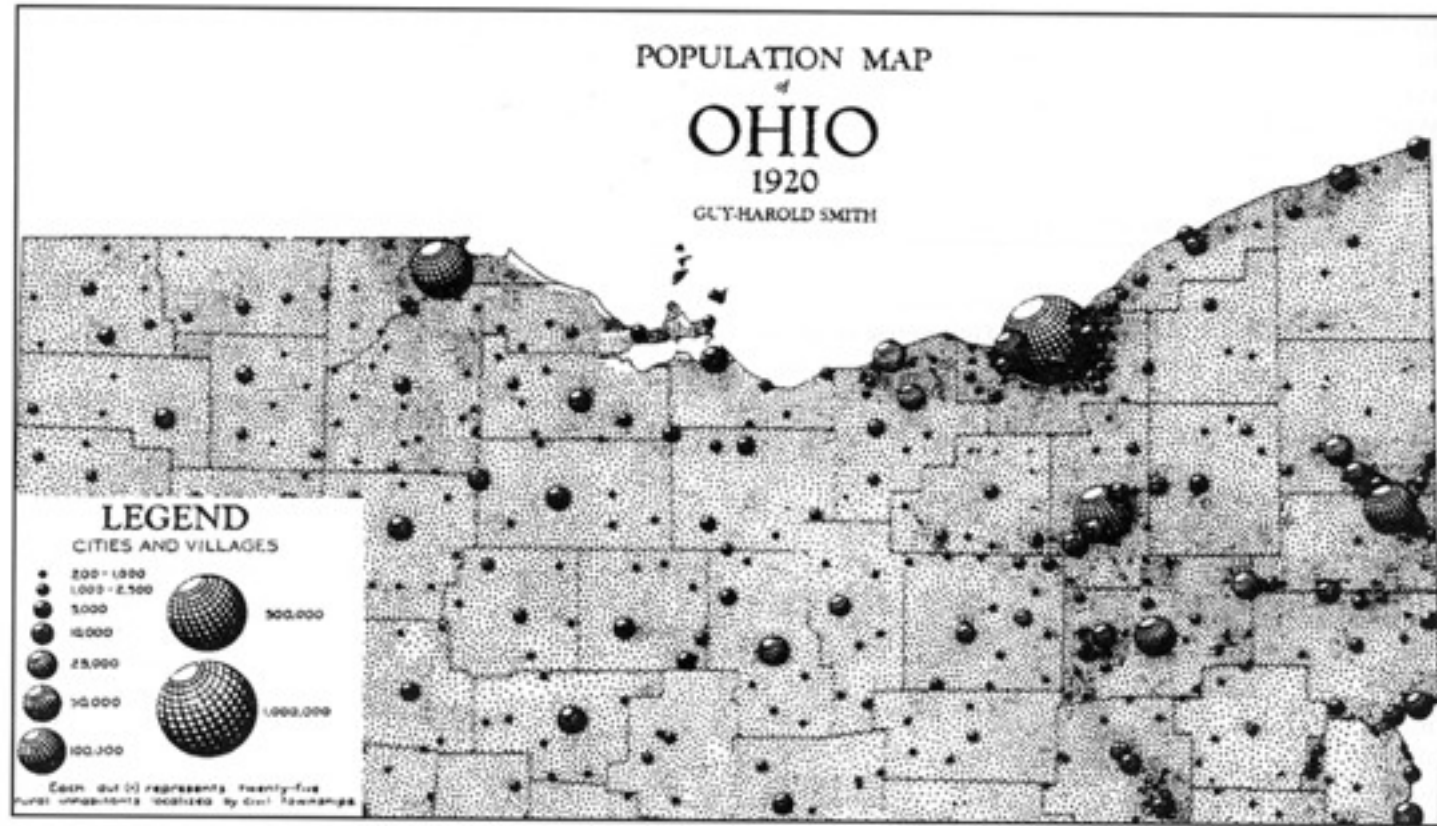 POPULATION MAP
of
OHIO
1920
GUY-HAROLD SMITH
LEGEND
CITIES AND VILLAGES
200 - 1,000
1,000 - 2,500
5,000
10,000
25,000
50,000
100,000
500,000
1,000,000
Each dot (•) represents twenty-five
rural inhabitants localized by civil townships